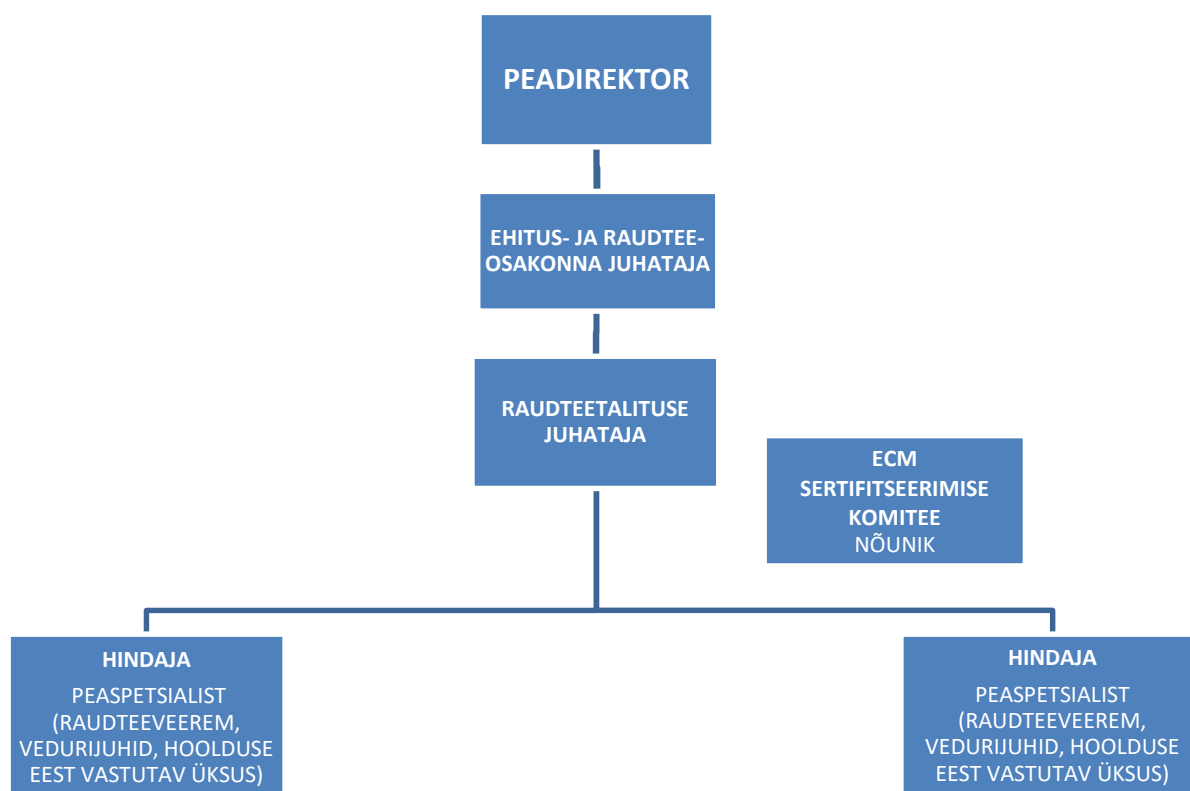 PEADIREKTOR
EHITUS- JA RAUDTEE-
OSAKONNA JUHATAJA
RAUDTEETALITUSE
JUHATAJA
ECM
SERTIFITSEERIMISE
KOMITEE
NÕUNIK
HINDAJA
PEASPETSIALIST
(RAUDTEEVEEREM,
VEDURIJUHID, HOOLDUSE
EEST VASTUTAV ÜKSUS)
HINDAJA
PEASPETSIALIST
(RAUDTEEVEEREM,
VEDURIJUHID, HOOLDUSE
EEST VASTUTAV ÜKSUS)